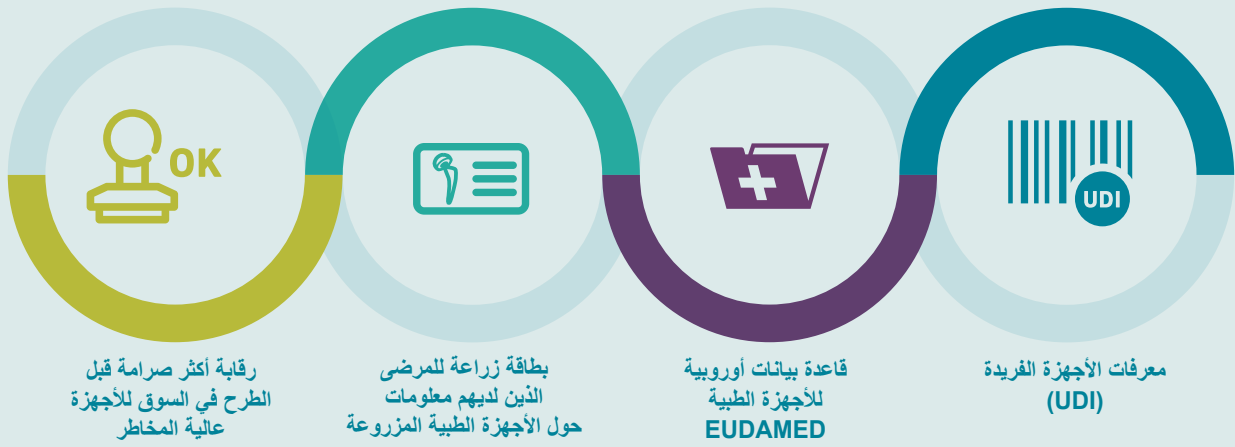 UDI
معرفات الأجهزة الفريدة
(UDI)
قاعدة بيانات أوروبية
للأجهزة الطبية
EUDAMED
بطاقة زراعة للمرضى
الذين لديهم معلومات
حول الأجهزة الطبية المزروعة
OK
رقابة أكثر صرامة قبل
الطرح في السوق للأجهزة
عالية المخاطر